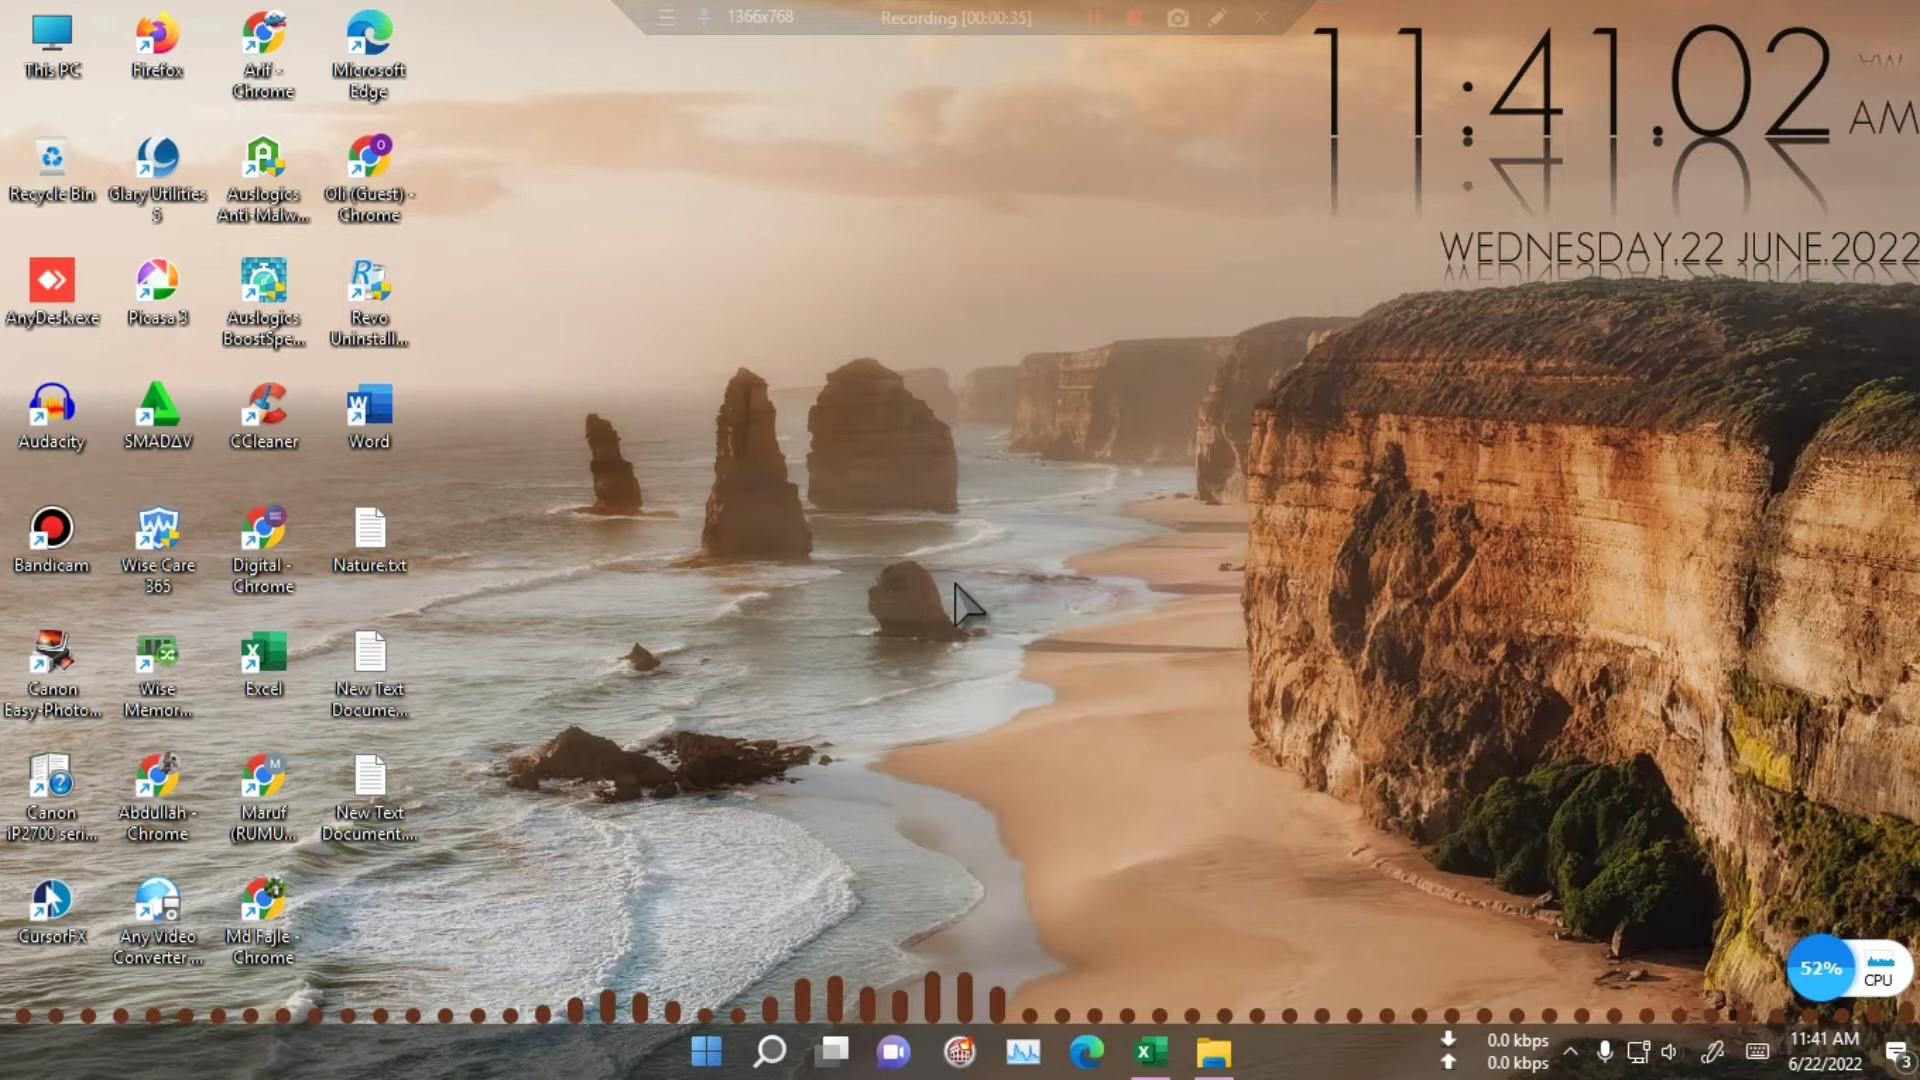 1366x768
Recording [00:00:35]
11:41.02
AM
WEDNESDAY.22 JUNE.2022
This PC
Firefox
Arif -
Chrome
Microsoft
Edge
Recycle Bin
Glary Utilities
5
Auslogics
Anti-Malw...
Oli (Guest) -
Chrome
AnyDesk.exe
Picasa 3
Auslogics
BoostSpe...
Revo
Uninstall...
Audacity
SMADΔV
CCleaner
Word
Bandicam
Wise Care
365
Digital -
Chrome
Nature.txt
Canon
Easy-Photo...
Wise
Memor...
Excel
New Text
Docume...
Canon
iP2700 seri...
Abdullah -
Chrome
Maruf
(RUMU...
New Text
Document....
CursorFX
Any Video
Converter ...
Md Fajle -
Chrome
52%
CPU
0.0 kbps
0.0 kbps
11:41 AM
6/22/2022
3